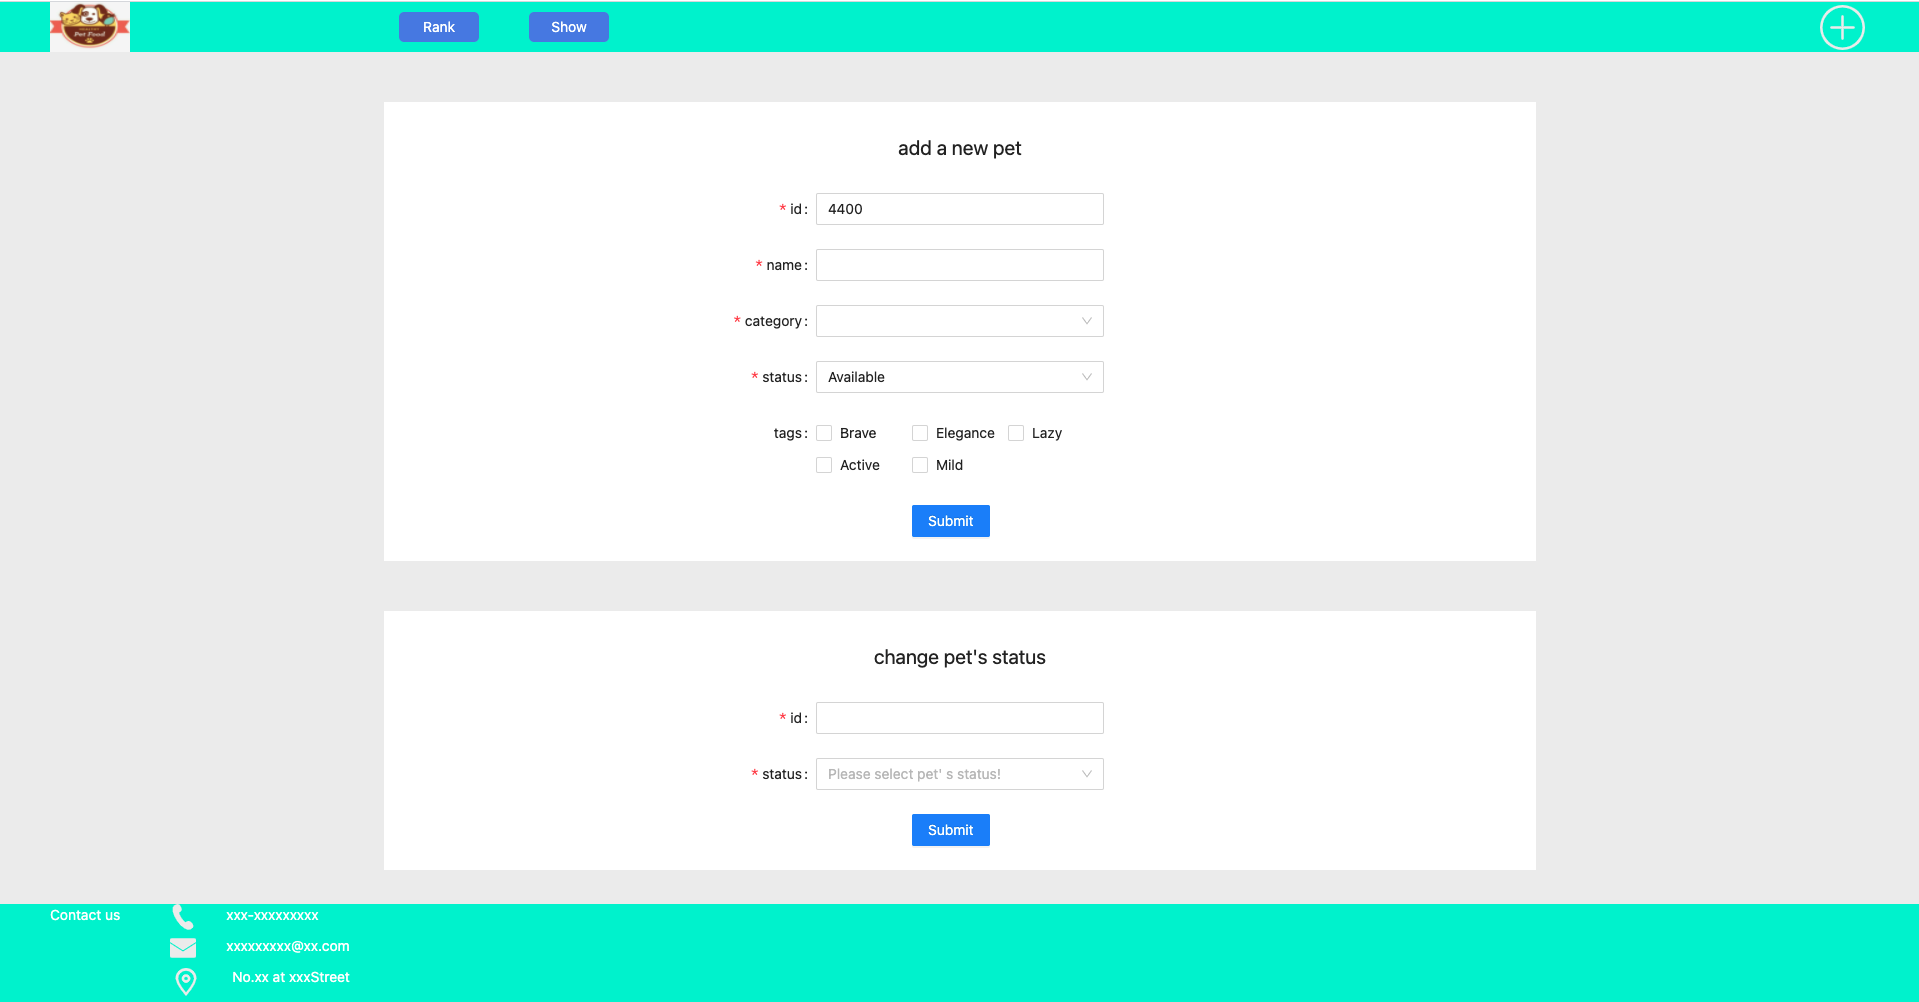 Pet Food
Rank
Show
add a new pet
* id:
4400
* name:
* category:
* status:
Available
tags:
Brave
Elegance
Lazy
Active
Mild
Submit
change pet's status
* id:
* status:
Please select pet' s status!
Submit
Contact us
xxx-xxxxxxxxx
xxxxxxxxx@xx.com
No.xx at xxxStreet